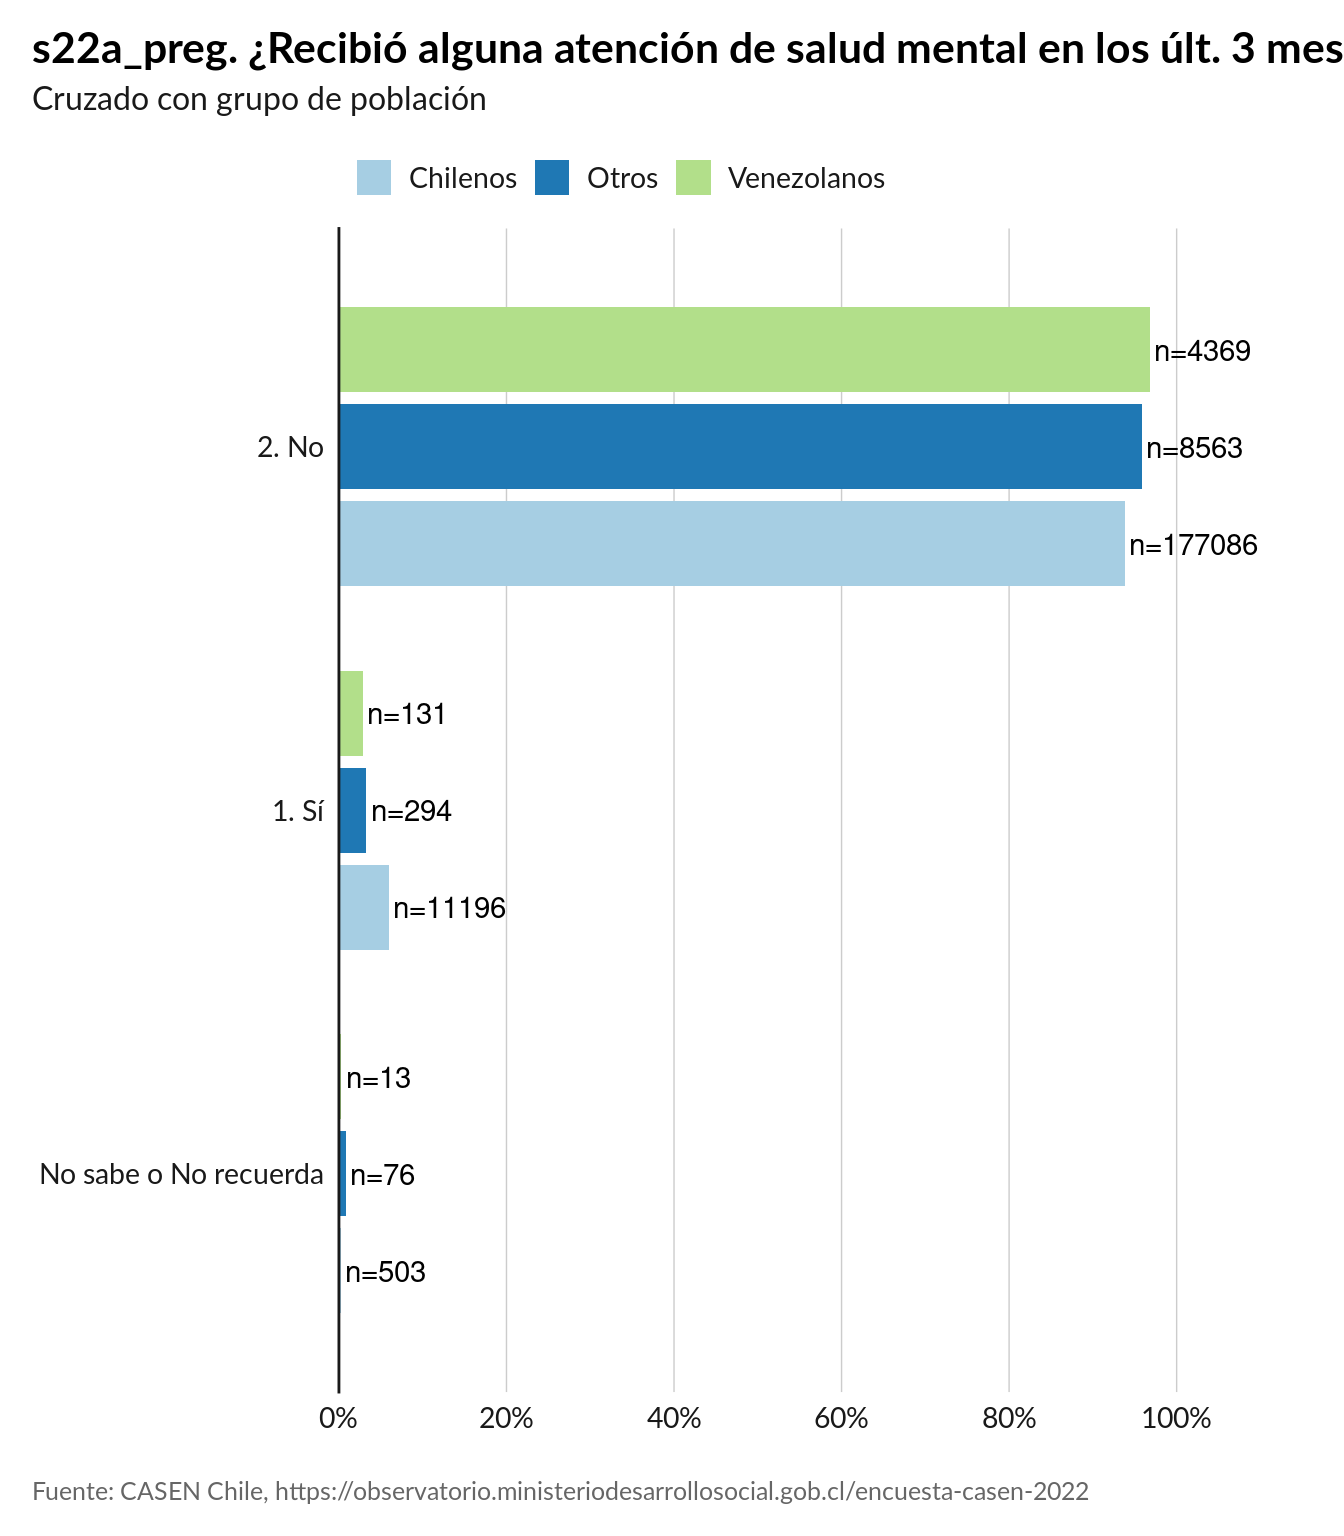 s22a_preg. ¿Recibió alguna atención de salud mental en los últ. 3 mes
Cruzado con grupo de población
Chilenos Otros Venezolanos
n=4369
2. No n=8563
n=177086
n=131
1. Sí n=294
n=11196
n=13
No sabe o No recuerda n=76
n=503
0% 20% 40% 60% 80% 100%
Fuente: CASEN Chile, https://observatorio.ministeriodesarrollosocial.gob.cl/encuesta-casen-2022